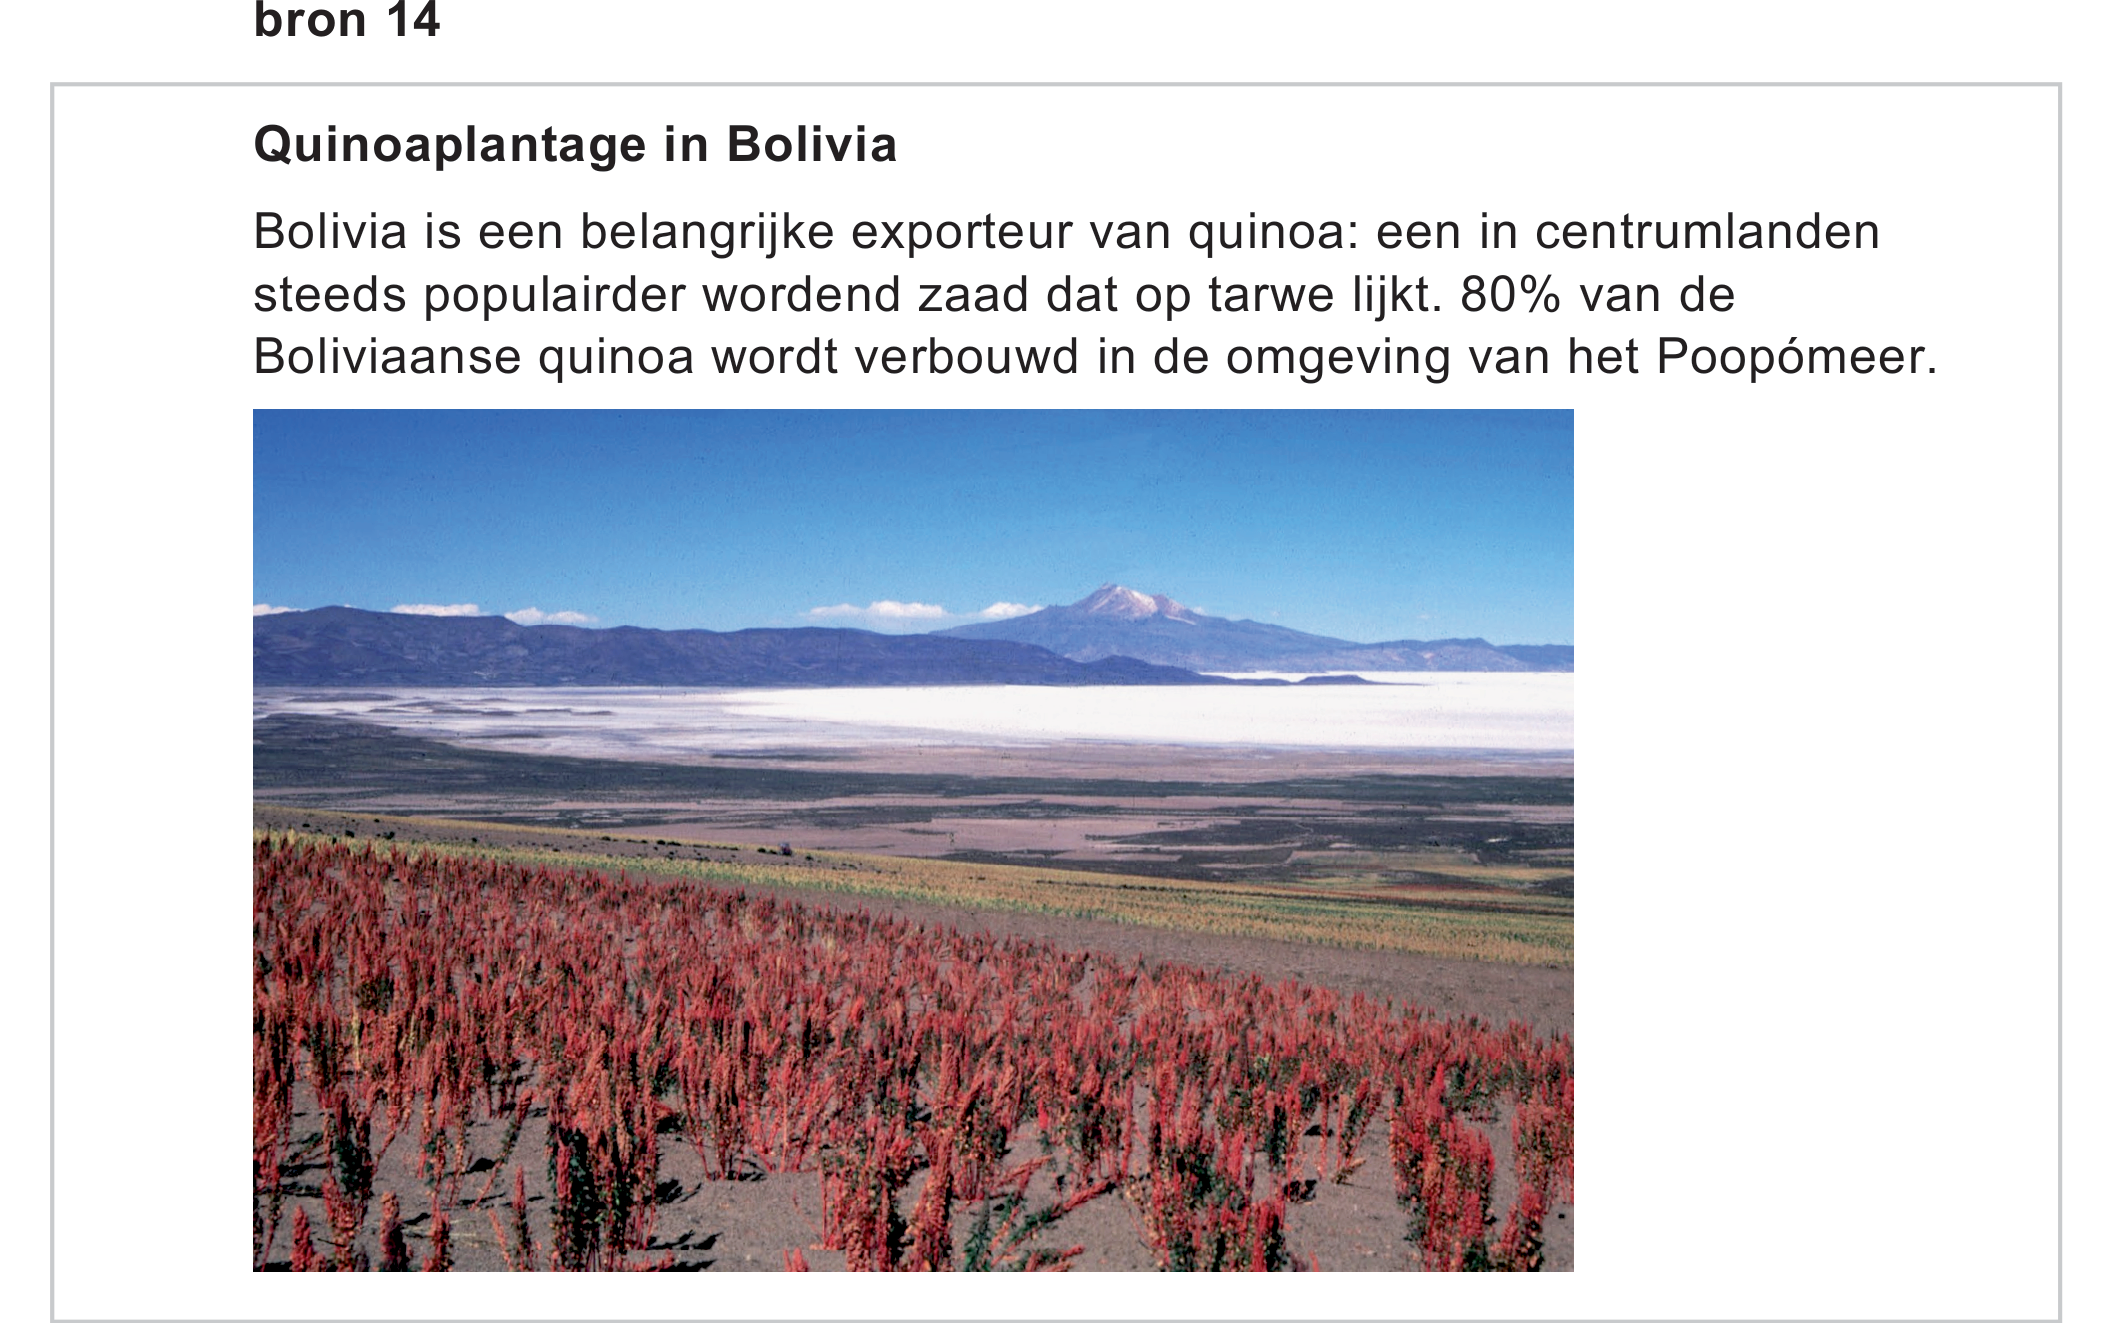 bron 14
Quinoaplantage in Bolivia
Bolivia is een belangrijke exporteur van quinoa: een in centrumlanden
steeds populairder wordend zaad dat op tarwe lijkt. 80% van de
Boliviaanse quinoa wordt verbouwd in de omgeving van het Poopómeer.